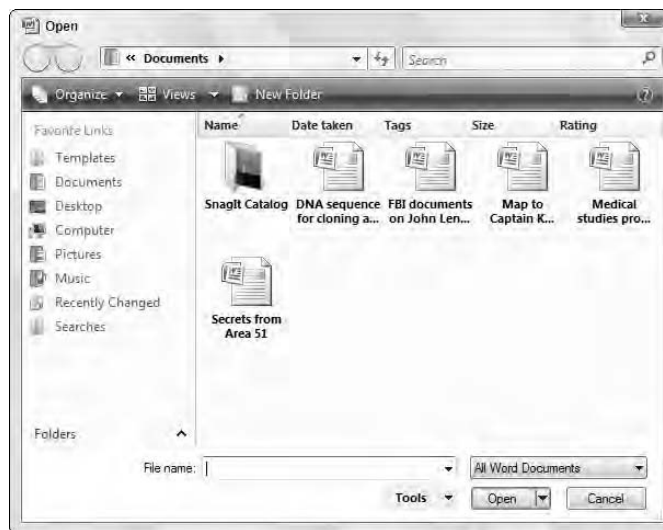 Open
« Documents
Search
Organize Views New Folder
Favorite Links
Templates
Documents
Desktop
Computer
Pictures
Music
Recently Changed
Searches
Folders
Name Date taken Tags Size Rating
SnagIt Catalog
DNA sequence
for cloning a...
FBI documents
on John Len...
Map to
Captain K...
Medical
studies pro...
Secrets from
Area 51
File name:
All Word Documents
Tools Open Cancel